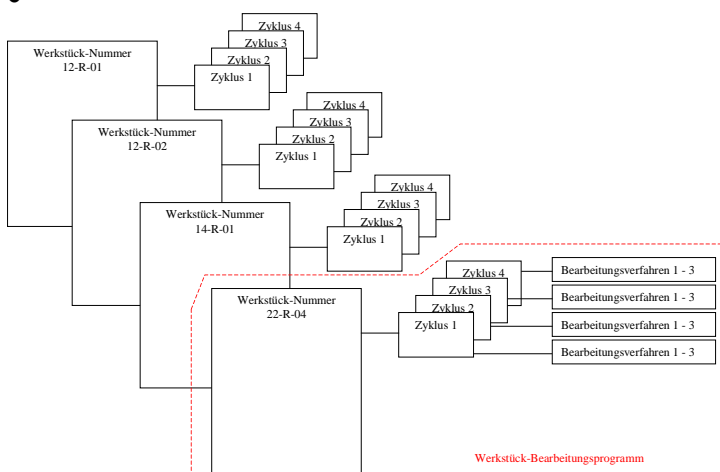 Werkstück-Nummer
12-R-01
Zyklus 4
Zyklus 3
Zyklus 2
Zyklus 1
Werkstück-Nummer
12-R-02
Zyklus 4
Zyklus 3
Zyklus 2
Zyklus 1
Werkstück-Nummer
14-R-01
Zyklus 4
Zyklus 3
Zyklus 2
Zyklus 1
Werkstück-Nummer
22-R-04
Zyklus 4
Zyklus 3
Zyklus 2
Zyklus 1
Bearbeitungsverfahren 1 - 3
Bearbeitungsverfahren 1 - 3
Bearbeitungsverfahren 1 - 3
Bearbeitungsverfahren 1 - 3
Werkstück-Bearbeitungsprogramm